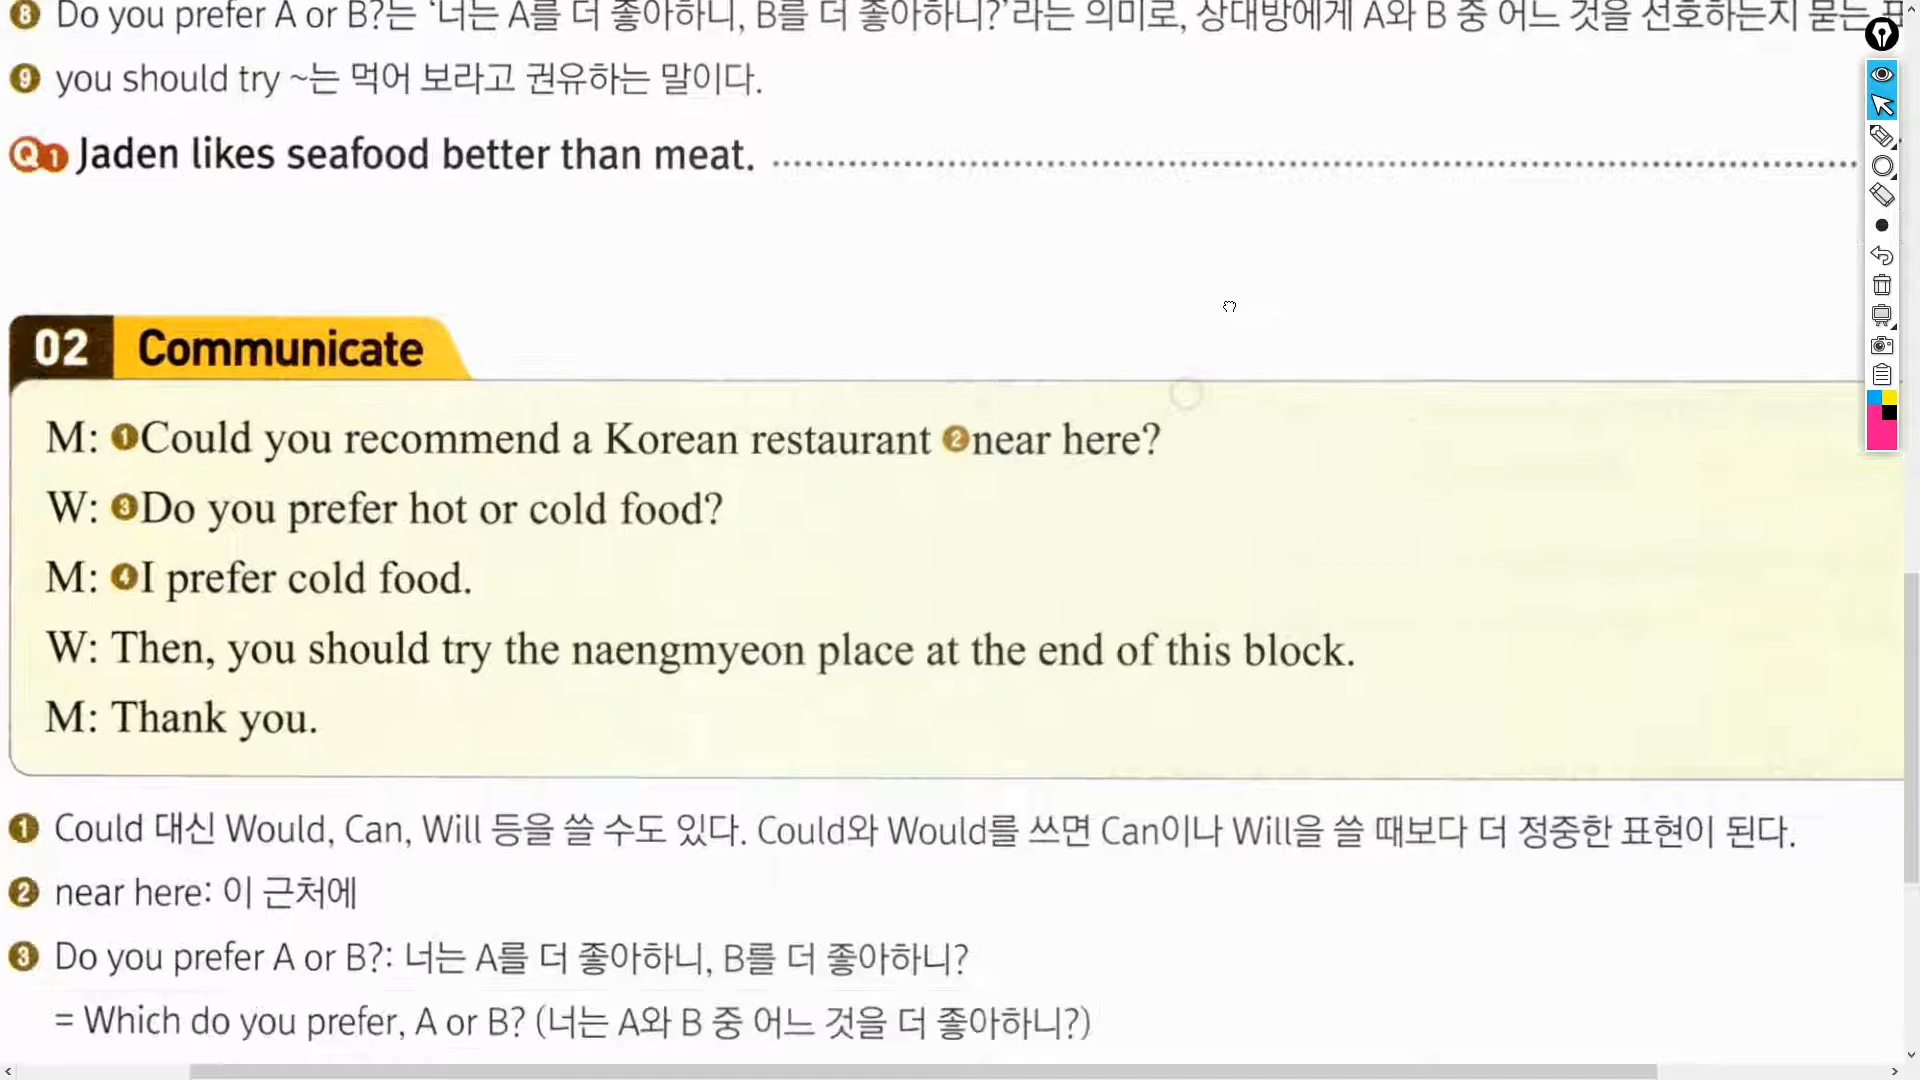 8 Do you prefer A or B?는 ‘너는 A를 더 좋아하니, B를 더 좋아하니?’라는 의미로, 상대방에게 A와 B 중 어느 것을 선호하는지 묻는
9 you should try ~는 먹어 보라고 권유하는 말이다.
Q1 Jaden likes seafood better than meat.
02 Communicate
M: 1Could you recommend a Korean restaurant 2near here?
W: 3Do you prefer hot or cold food?
M: 4I prefer cold food.
W: Then, you should try the naengmyeon place at the end of this block.
M: Thank you.
1 Could 대신 Would, Can, Will 등을 쓸 수도 있다. Could와 Would를 쓰면 Can이나 Will을 쓸 때보다 더 정중한 표현이 된다.
2 near here: 이 근처에
3 Do you prefer A or B?: 너는 A를 더 좋아하니, B를 더 좋아하니?
= Which do you prefer, A or B? (너는 A와 B 중 어느 것을 더 좋아하니?)